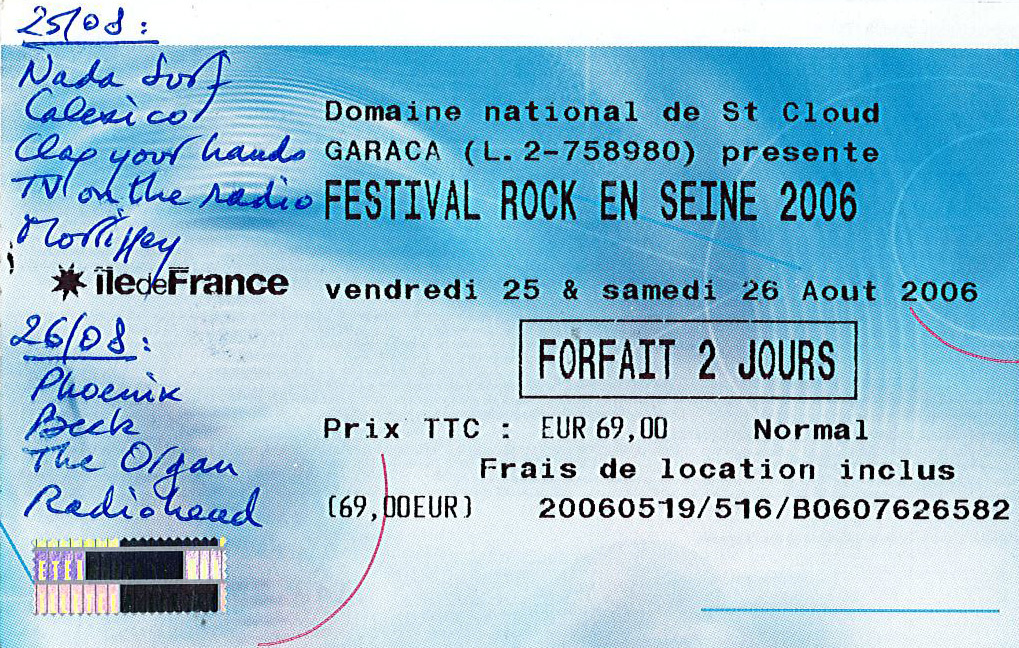 25/08 :
Nada Surf
Calexico
Clap your hands
TV on the radio
Morrissey
îledeFrance
26/08 :
Phoenix
Beck
The Organ
Radiohead
Domaine national de St Cloud
GARACA (L.2-758980) presente
FESTIVAL ROCK EN SEINE 2006
vendredi 25 & samedi 26 Aout 2006
FORFAIT 2 JOURS
Prix TTC : EUR 69,00 Normal
Frais de location inclus
(69,00EUR) 20060519/516/B0607626582